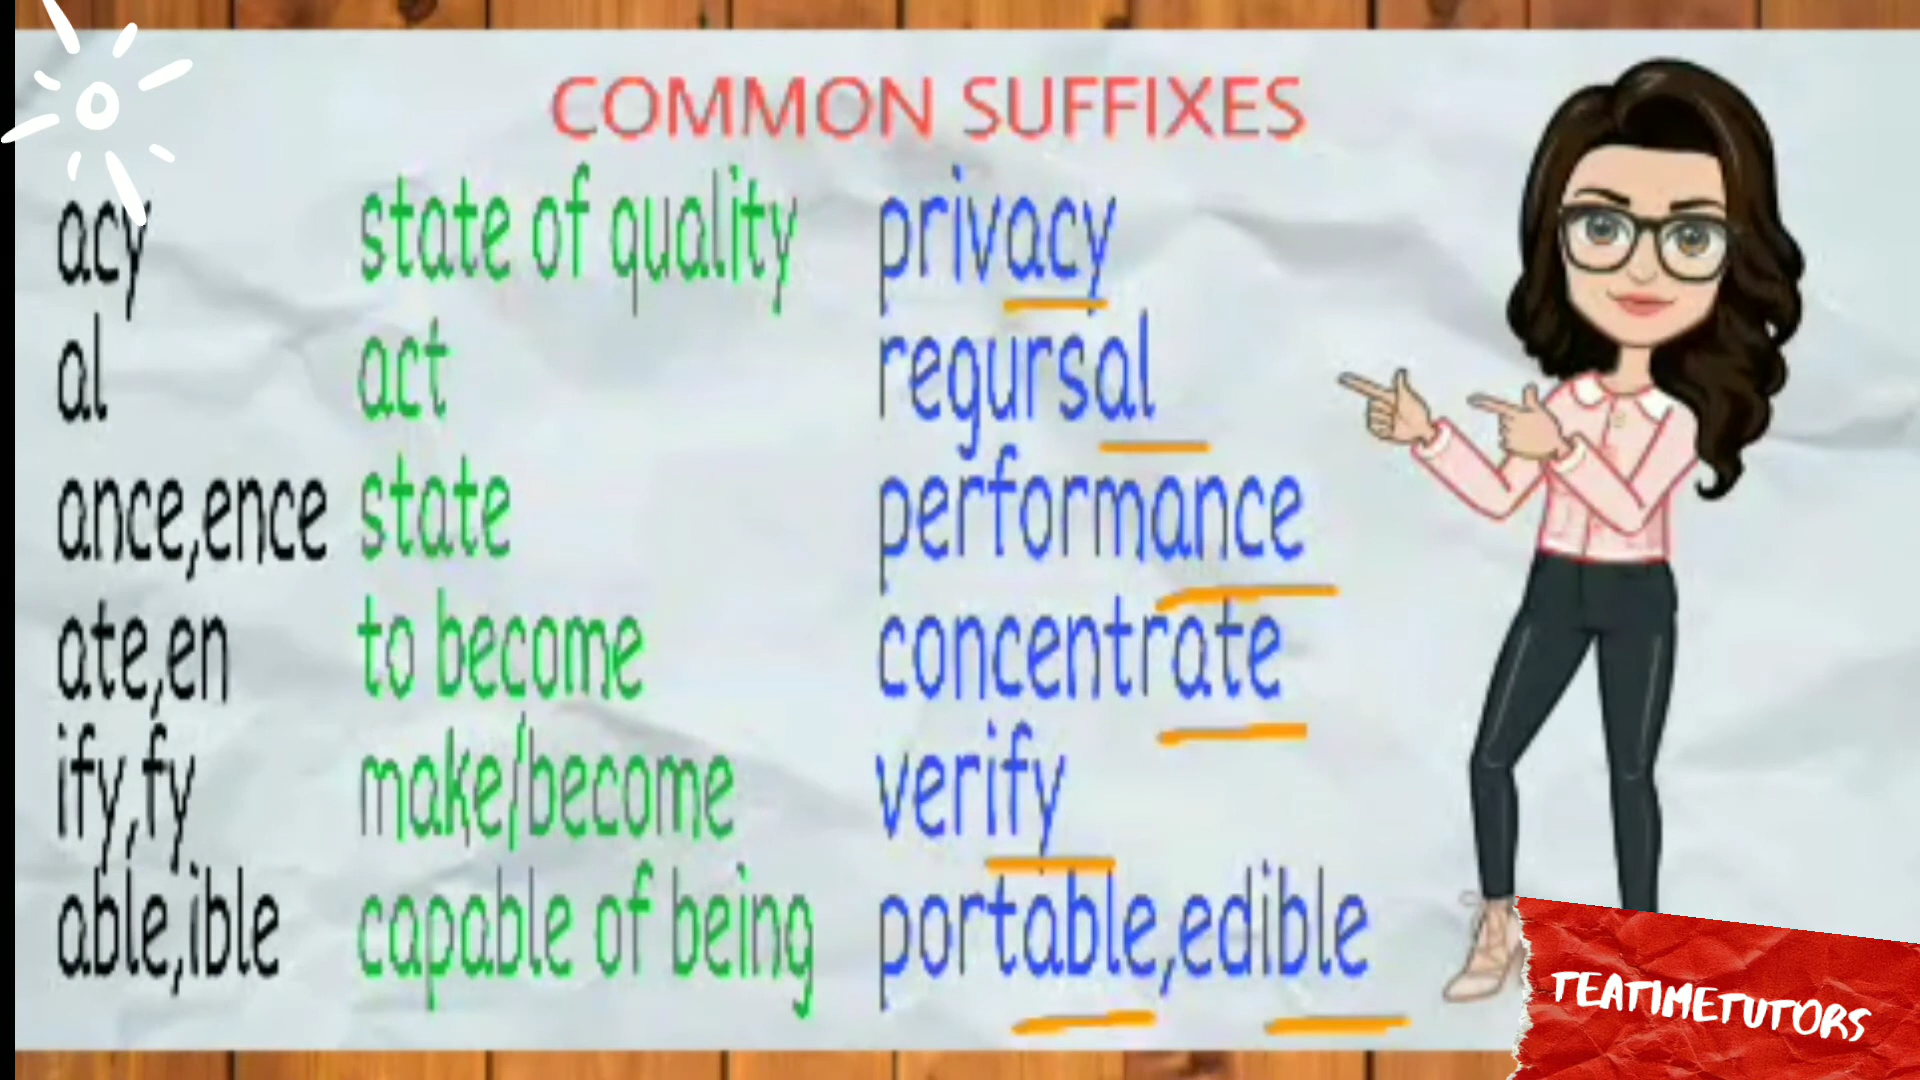 COMMON SUFFIXES
acy state of quality privacy
al act regursal
ance,ence state performance
ate,en to become concentrate
ify,fy make/become verify
able,ible capable of being portable,edible
TEATIMETUTORS